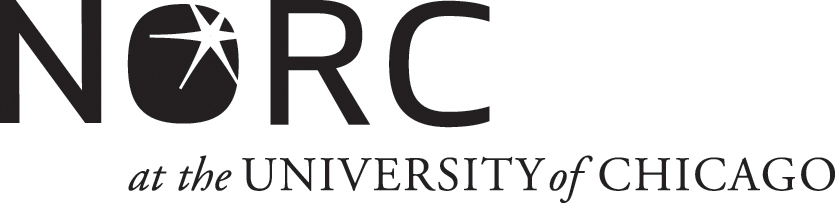 NORC
at the UNIVERSITY of CHICAGO